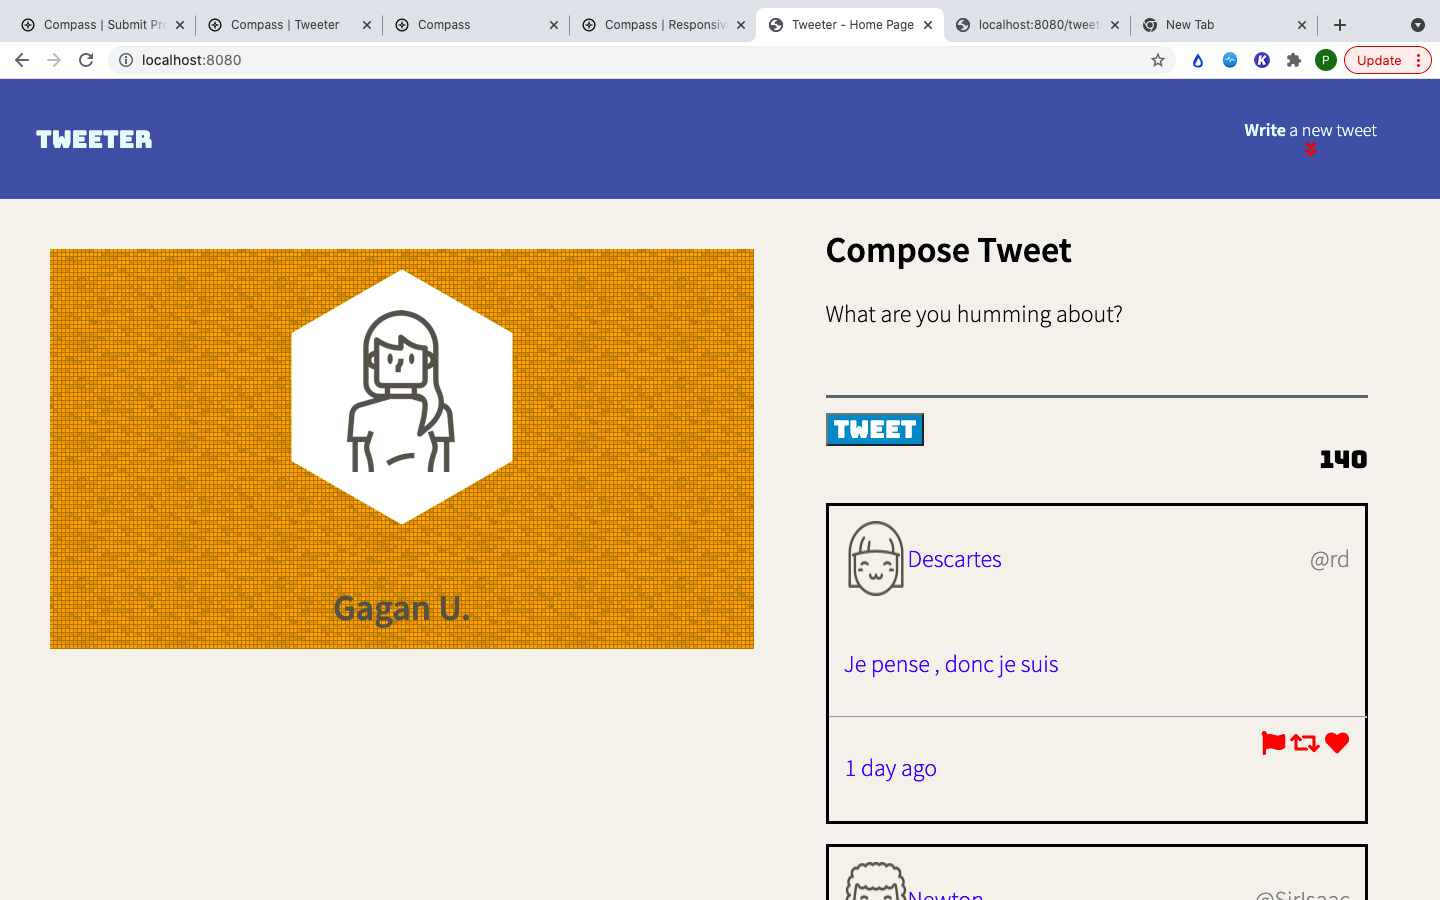 Compass | Submit Pr
Compass | Tweeter
Compass
Compass | Responsiv
Tweeter - Home Page
localhost:8080/tweet
New Tab
localhost:8080
K
P
Update
TWEETER
Write a new tweet
Compose Tweet
What are you humming about?
TWEET
140
Gagan U.
Descartes
@rd
Je pense , donc je suis
1 day ago
Newton
@SirIsaac